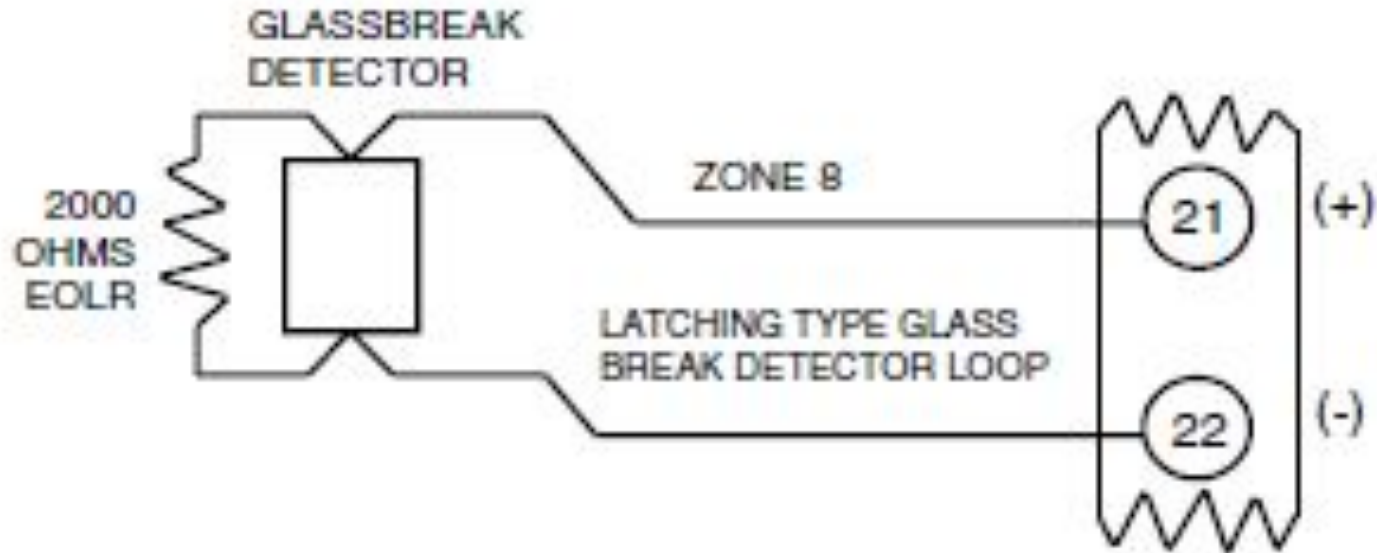 GLASSBREAK
DETECTOR
2000
OHMS
EOLR
ZONE 8
LATCHING TYPE GLASS
BREAK DETECTOR LOOP
21
(+)
22
(-)